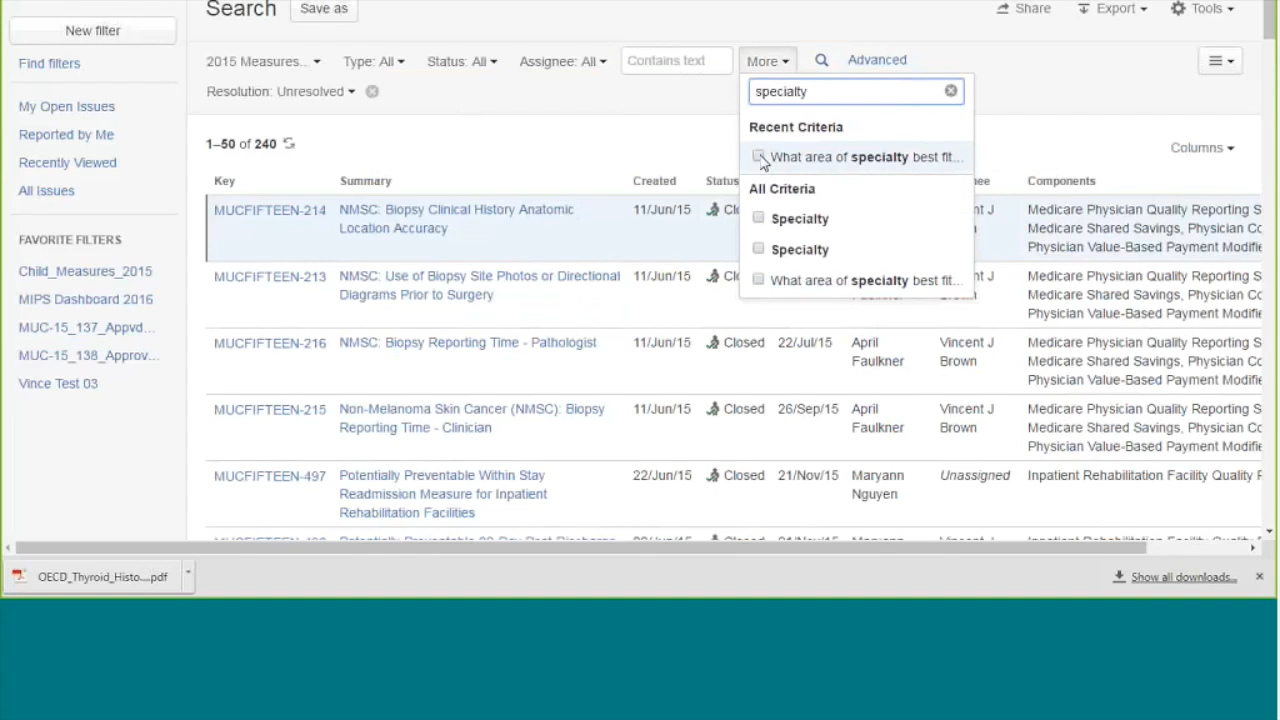 Search
Save as
Share
Export
Tools
New filter
Find filters
My Open Issues
Reported by Me
Recently Viewed
All Issues
FAVORITE FILTERS
Child_Measures_2015
MIPS Dashboard 2016
MUC-15_137_Appvd...
MUC-15_138_Approv...
Vince Test 03
2015 Measures...
Type: All
Status: All
Assignee: All
Contains text
More
Advanced
Resolution: Unresolved
specialty
Recent Criteria
What area of specialty best fit...
All Criteria
Specialty
Specialty
What area of specialty best fit...
1–50 of 240
Columns
Key Summary Created Status Components
MUCFIFTEEN-214 NMSC: Biopsy Clinical History Anatomic 11/Jun/15 Medicare Physician Quality Reporting S
Location Accuracy Medicare Shared Savings, Physician Co
Physician Value-Based Payment Modifie
MUCFIFTEEN-213 NMSC: Use of Biopsy Site Photos or Directional 11/Jun/15 Medicare Physician Quality Reporting S
Diagrams Prior to Surgery Faulkner Brown Medicare Shared Savings, Physician Co
Physician Value-Based Payment Modifie
MUCFIFTEEN-216 NMSC: Biopsy Reporting Time - Pathologist 11/Jun/15 Closed 22/Jul/15 April Vincent J Medicare Physician Quality Reporting S
Faulkner Brown Medicare Shared Savings, Physician Co
Physician Value-Based Payment Modifie
MUCFIFTEEN-215 Non-Melanoma Skin Cancer (NMSC): Biopsy 11/Jun/15 Closed 26/Sep/15 April Vincent J Medicare Physician Quality Reporting S
Reporting Time - Clinician Faulkner Brown Medicare Shared Savings, Physician Co
Physician Value-Based Payment Modifie
MUCFIFTEEN-497 Potentially Preventable Within Stay 22/Jun/15 Closed 21/Nov/15 Maryann Unassigned Inpatient Rehabilitation Facility Quality R
Readmission Measure for Inpatient Nguyen
Rehabilitation Facilities
OECD_Thyroid_Histo....pdf
Show all downloads...